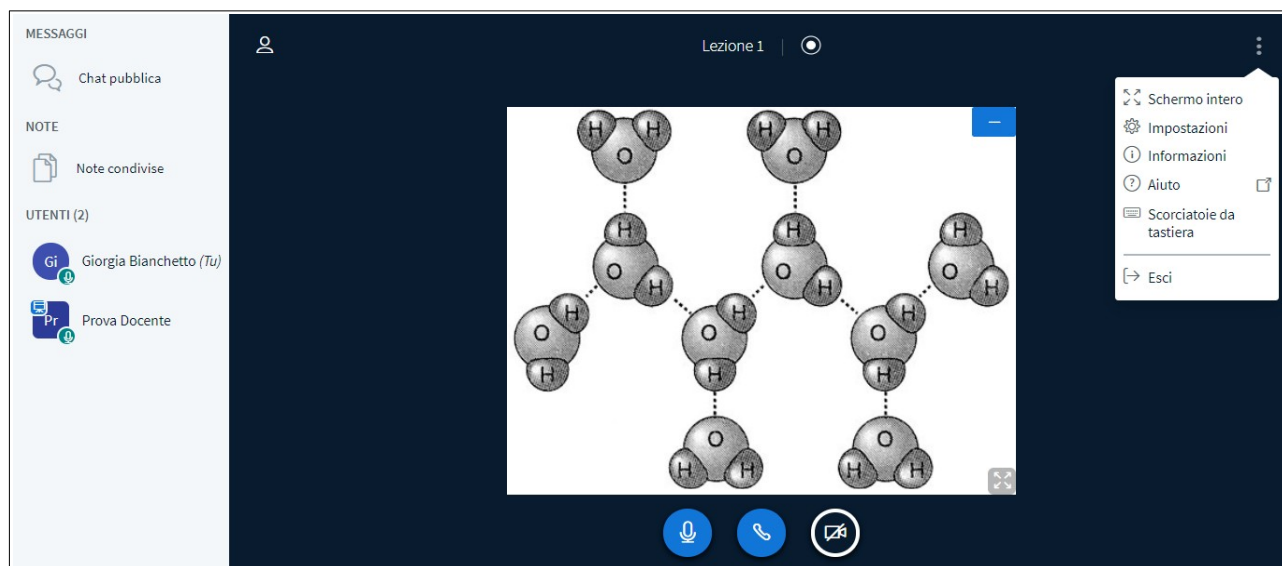 MESSAGGI
Chat pubblica
NOTE
Note condivise
UTENTI (2)
Gi Giorgia Bianchetto (Tu)
Pr Prova Docente
Lezione 1
H H H H
O O
H H H
O O O
H H H H H
O O O O
H H H
O O
H H H H
Schermo intero
Impostazioni
Informazioni
Aiuto
Scorciatoie da
tastiera
Esci